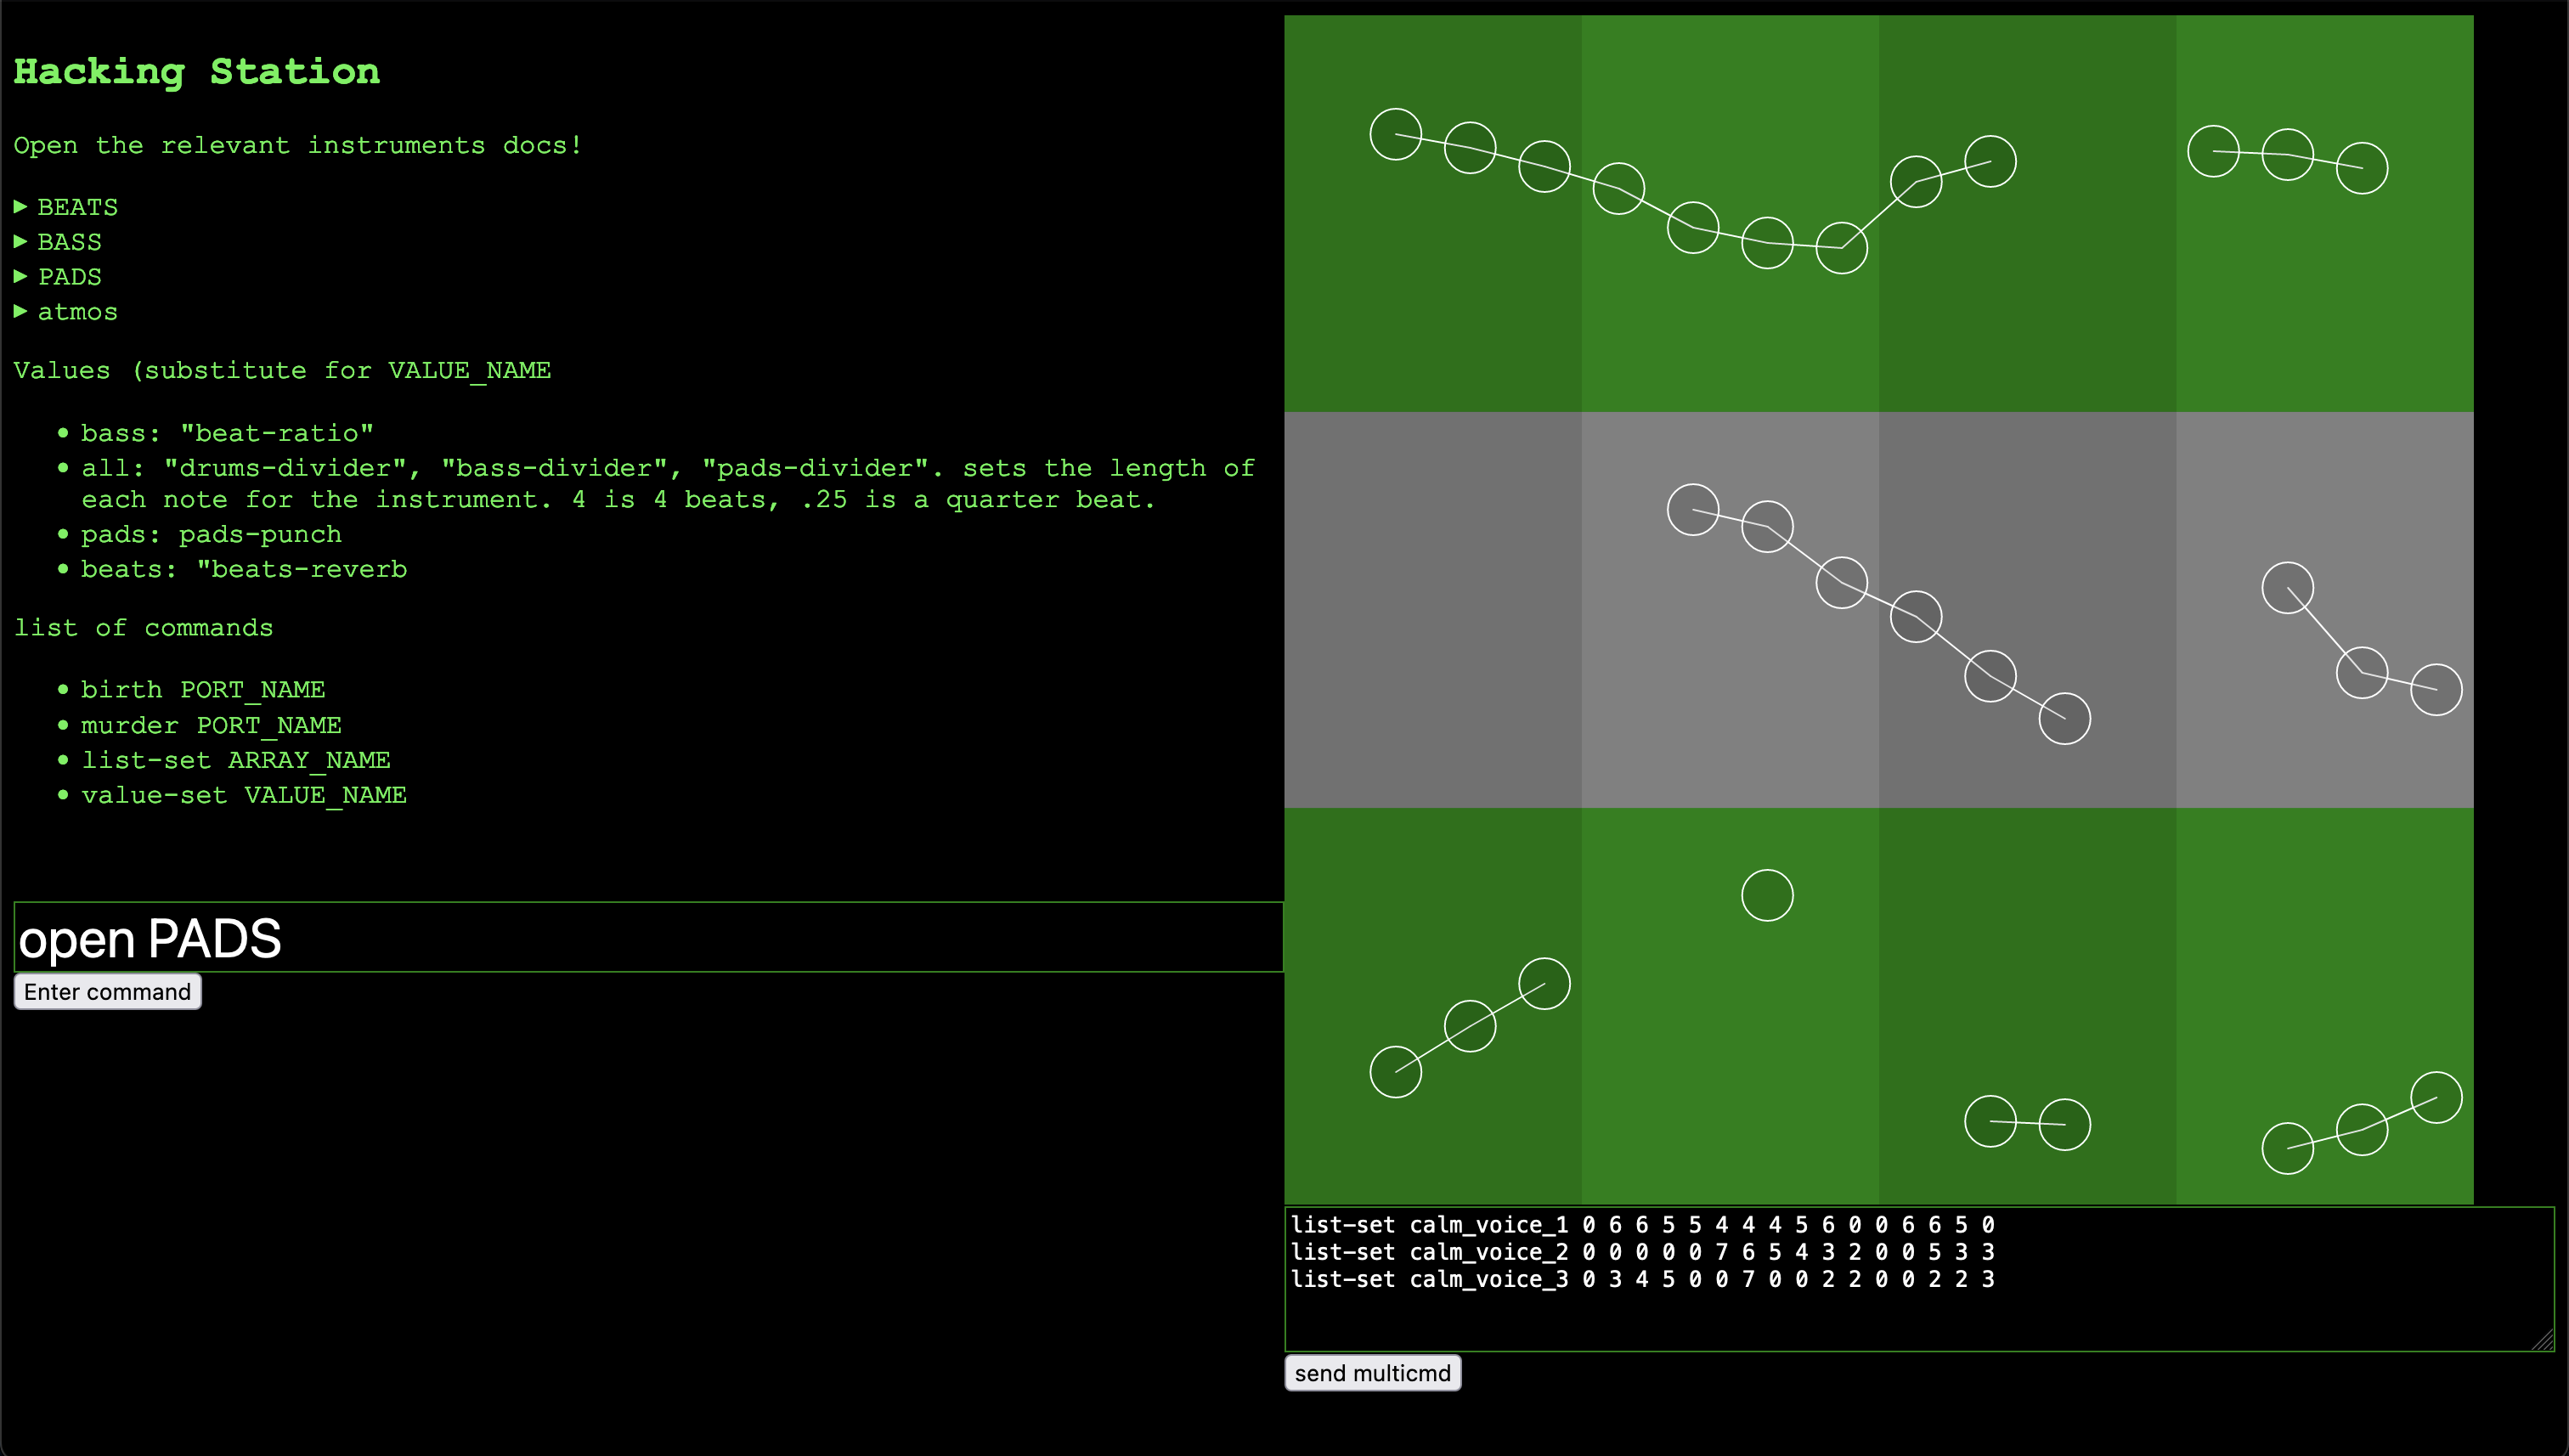 Hacking Station
Open the relevant instruments docs!
BEATS
BASS
PADS
atmos
Values (substitute for VALUE_NAME
bass: "beat-ratio"
all: "drums-divider", "bass-divider", "pads-divider". sets the length of
each note for the instrument. 4 is 4 beats, .25 is a quarter beat.
pads: pads-punch
beats: "beats-reverb
list of commands
birth PORT_NAME
murder PORT_NAME
list-set ARRAY_NAME
value-set VALUE_NAME
open PADS
Enter command
list-set calm_voice_1 0 6 6 5 5 4 4 4 5 6 0 0 6 6 5 0
list-set calm_voice_2 0 0 0 0 0 7 6 5 4 3 2 0 0 5 3 3
list-set calm_voice_3 0 3 4 5 0 0 7 0 0 2 2 0 0 2 2 3
send multicmd